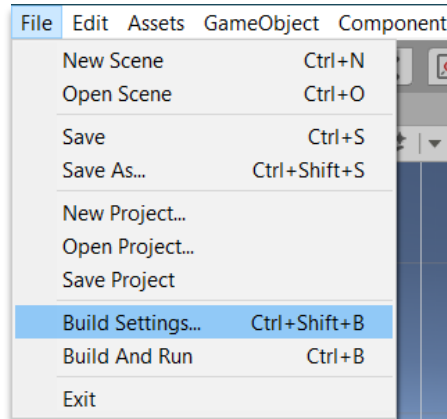 File Edit Assets GameObject Component
New Scene Ctrl+N
Open Scene Ctrl+O
Save Ctrl+S
Save As... Ctrl+Shift+S
New Project...
Open Project...
Save Project
Build Settings... Ctrl+Shift+B
Build And Run Ctrl+B
Exit